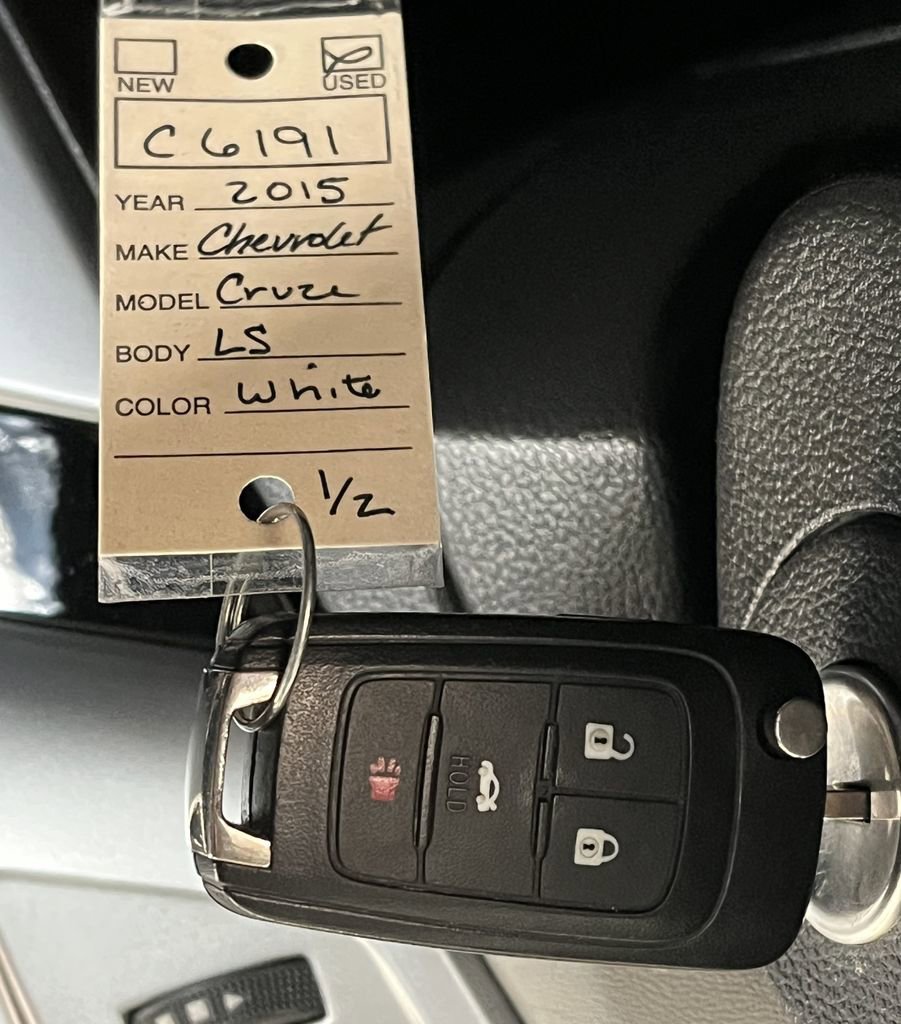 NEW USED
C6191
YEAR 2015
MAKE Chevrolet
MODEL Cruze
BODY LS
COLOR White
1/2
HOLD